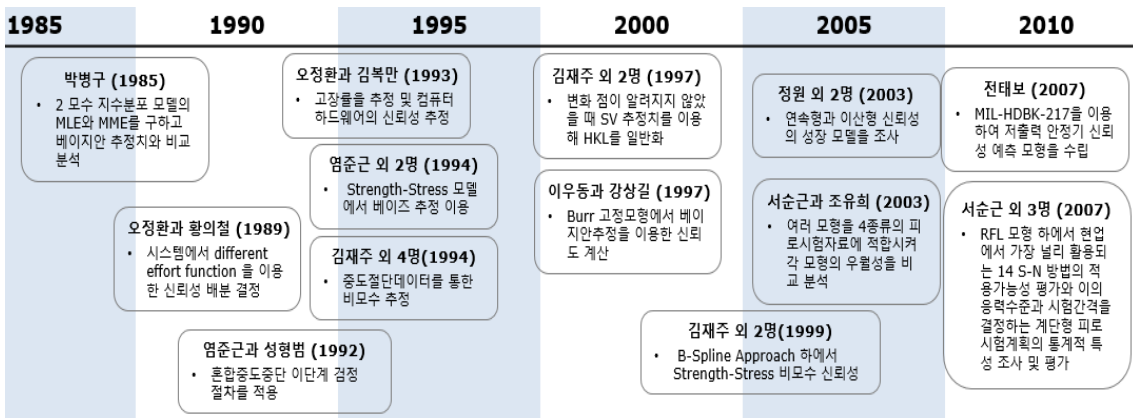 1985 1990 1995 2000 2005 2010
박병구 (1985)
• 2 모수 지수분포 모델의
MLE와 MME를 구하고
베이지안 추정치와 비교
분석
오정환과 황의철 (1989)
• 시스템에서 different
effort function 을 이용
한 신뢰성 배분 결정
염준근과 성형범 (1992)
• 혼합중도중단 이단계 검정
절차를 적용
오정환과 김복만 (1993)
• 고장률을 추정 및 컴퓨터
하드웨어의 신뢰성 추정
염준근 외 2명 (1994)
• Strength-Stress 모델
에서 베이즈 추정 이용
김재주 외 4명 (1994)
• 중도절단데이터를 통한
비모수 추정
김재주 외 2명 (1997)
• 변화 점이 알려지지 않았
을 때 SV 추정치를 이용
해 HKL를 일반화
이우동과 강상길 (1997)
• Burr 고정모형에서 베이
지안추정을 이용한 신뢰
도 계산
김재주 외 2명(1999)
• B-Spline Approach 하에서
Strength-Stress 비모수 신뢰성
정원 외 2명 (2003)
• 연속형과 이산형 신뢰성
의 성장 모델을 조사
서순근과 조유희 (2003)
• 여러 모형을 4종류의 피
로시험자료에 적합시켜
각 모형의 우월성을 비
교 분석
전태보 (2007)
• MIL-HDBK-217을 이용
하여 저출력 안정기 신뢰
성 예측 모형을 수립
서순근 외 3명 (2007)
• RFL 모형 하에서 현업
에서 가장 널리 활용되
는 14 S-N 방법의 적
용가능성 평가와 이의
응력수준과 시험간격을
결정하는 계단형 피로
시험계획의 통계적 특
성 조사 및 평가